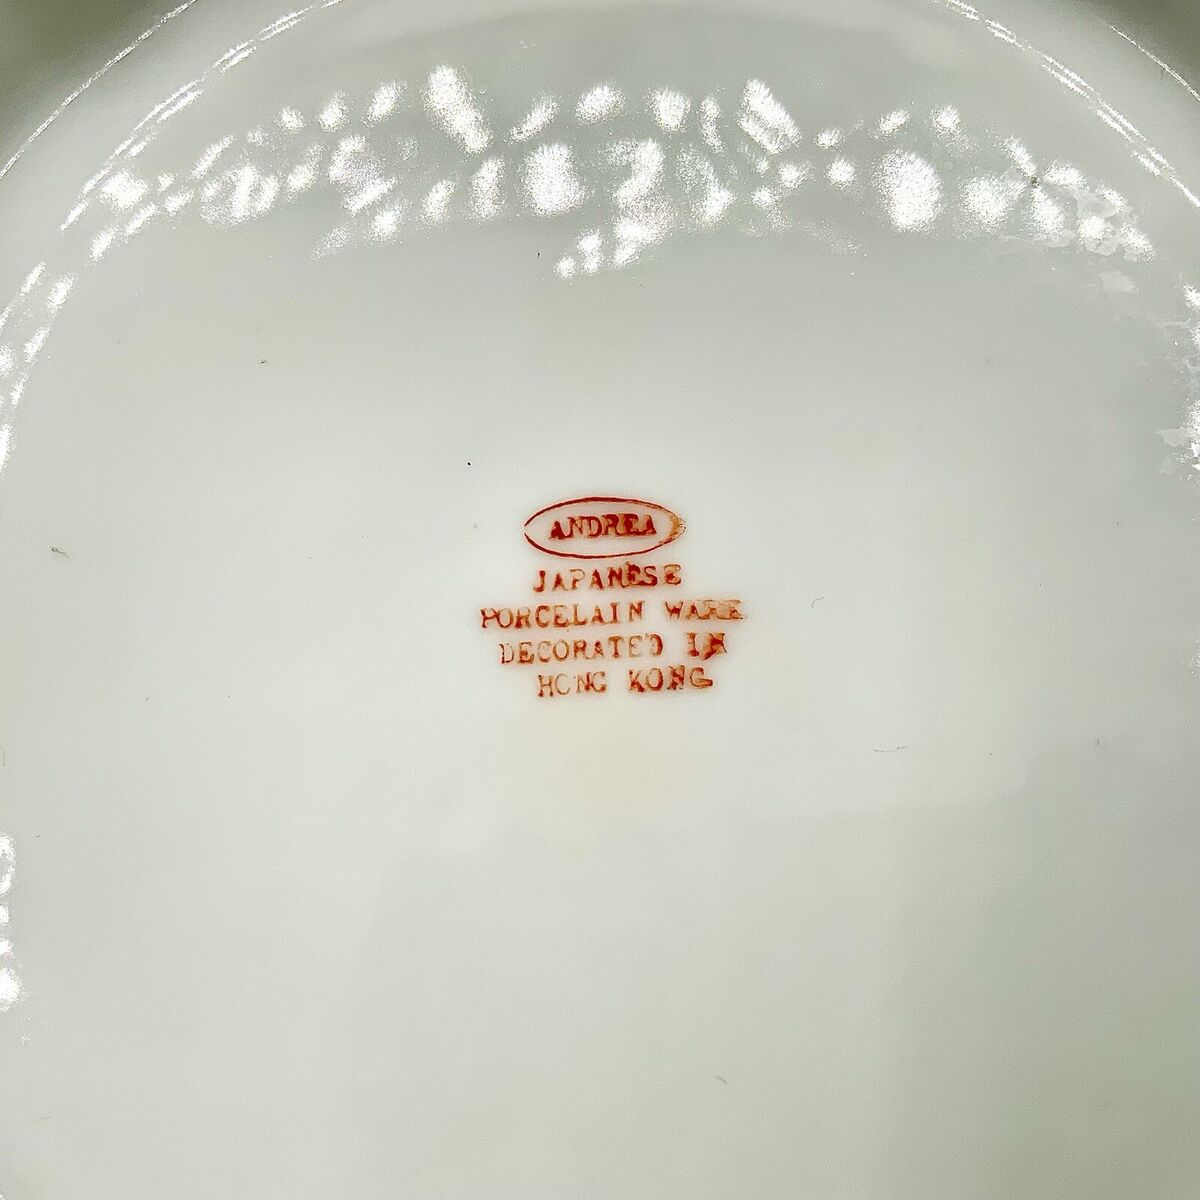 ANDREA
JAPANESE
PORCELAIN WARE
DECORATED IN
HONG KONG